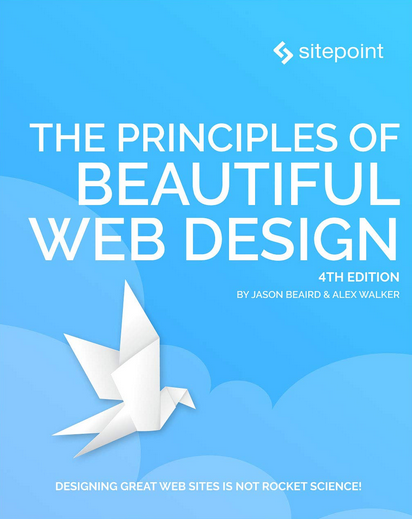 sitepoint
THE PRINCIPLES OF
BEAUTIFUL
WEB DESIGN
4TH EDITION
BY JASON BEAIRD & ALEX WALKER
DESIGNING GREAT WEB SITES IS NOT ROCKET SCIENCE!